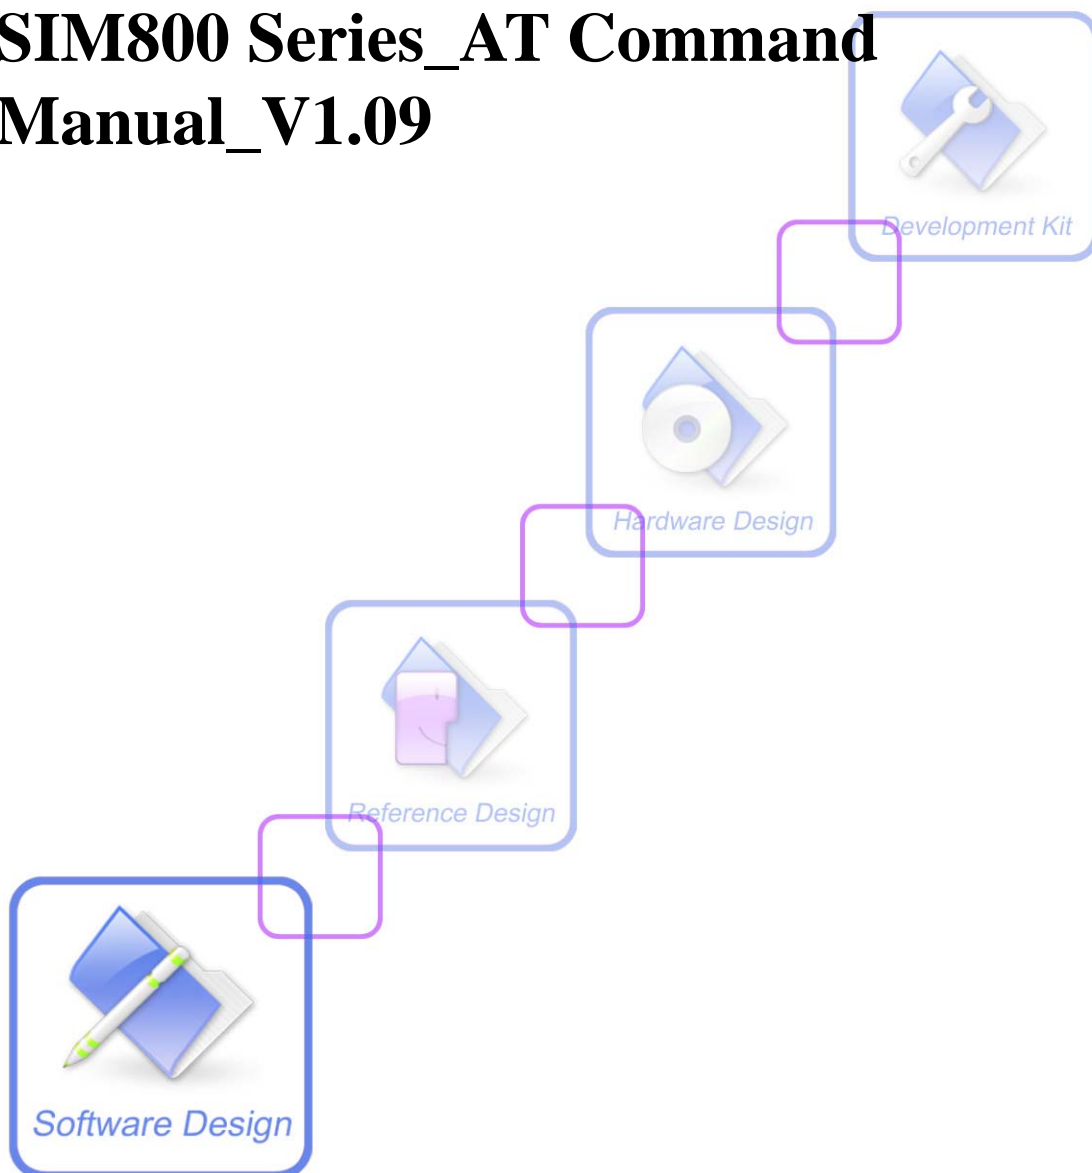 SIM800 Series_AT Command
Manual_V1.09
Development Kit
Hardware Design
Reference Design
Software Design